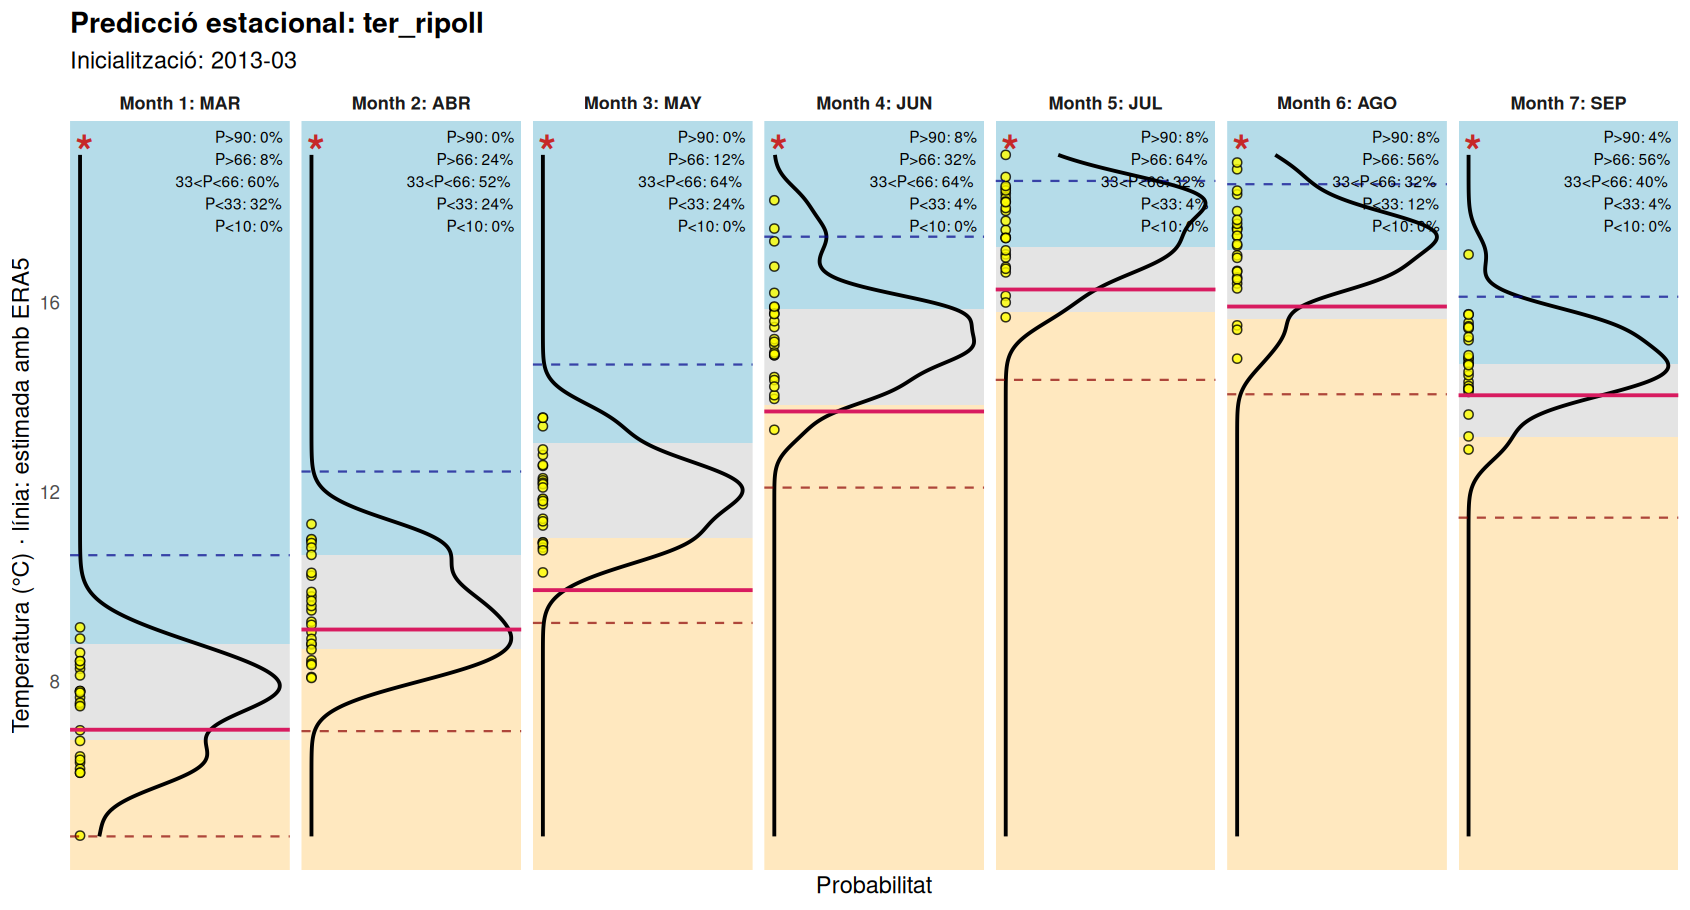 Predicció estacional: ter_ripoll
Inicialització: 2013-03
Month 1: MAR
Month 2: ABR
Month 3: MAY
Month 4: JUN
Month 5: JUL
Month 6: AGO
Month 7: SEP
*
P>90: 0%
P>66: 8%
33<P<66: 60%
P<33: 32%
P<10: 0%
*
P>90: 0%
P>66: 24%
33<P<66: 52%
P<33: 24%
P<10: 0%
*
P>90: 0%
P>66: 12%
33<P<66: 64%
P<33: 24%
P<10: 0%
*
P>90: 8%
P>66: 32%
33<P<66: 64%
P<33: 4%
P<10: 0%
*
P>90: 8%
P>66: 64%
33<P<66: 32%
P<33: 4%
P<10: 0%
*
P>90: 8%
P>66: 56%
33<P<66: 32%
P<33: 12%
P<10: 0%
*
P>90: 4%
P>66: 56%
33<P<66: 40%
P<33: 4%
P<10: 0%
16
12
8
Temperatura (°C) · línia: estimada amb ERA5
Probabilitat